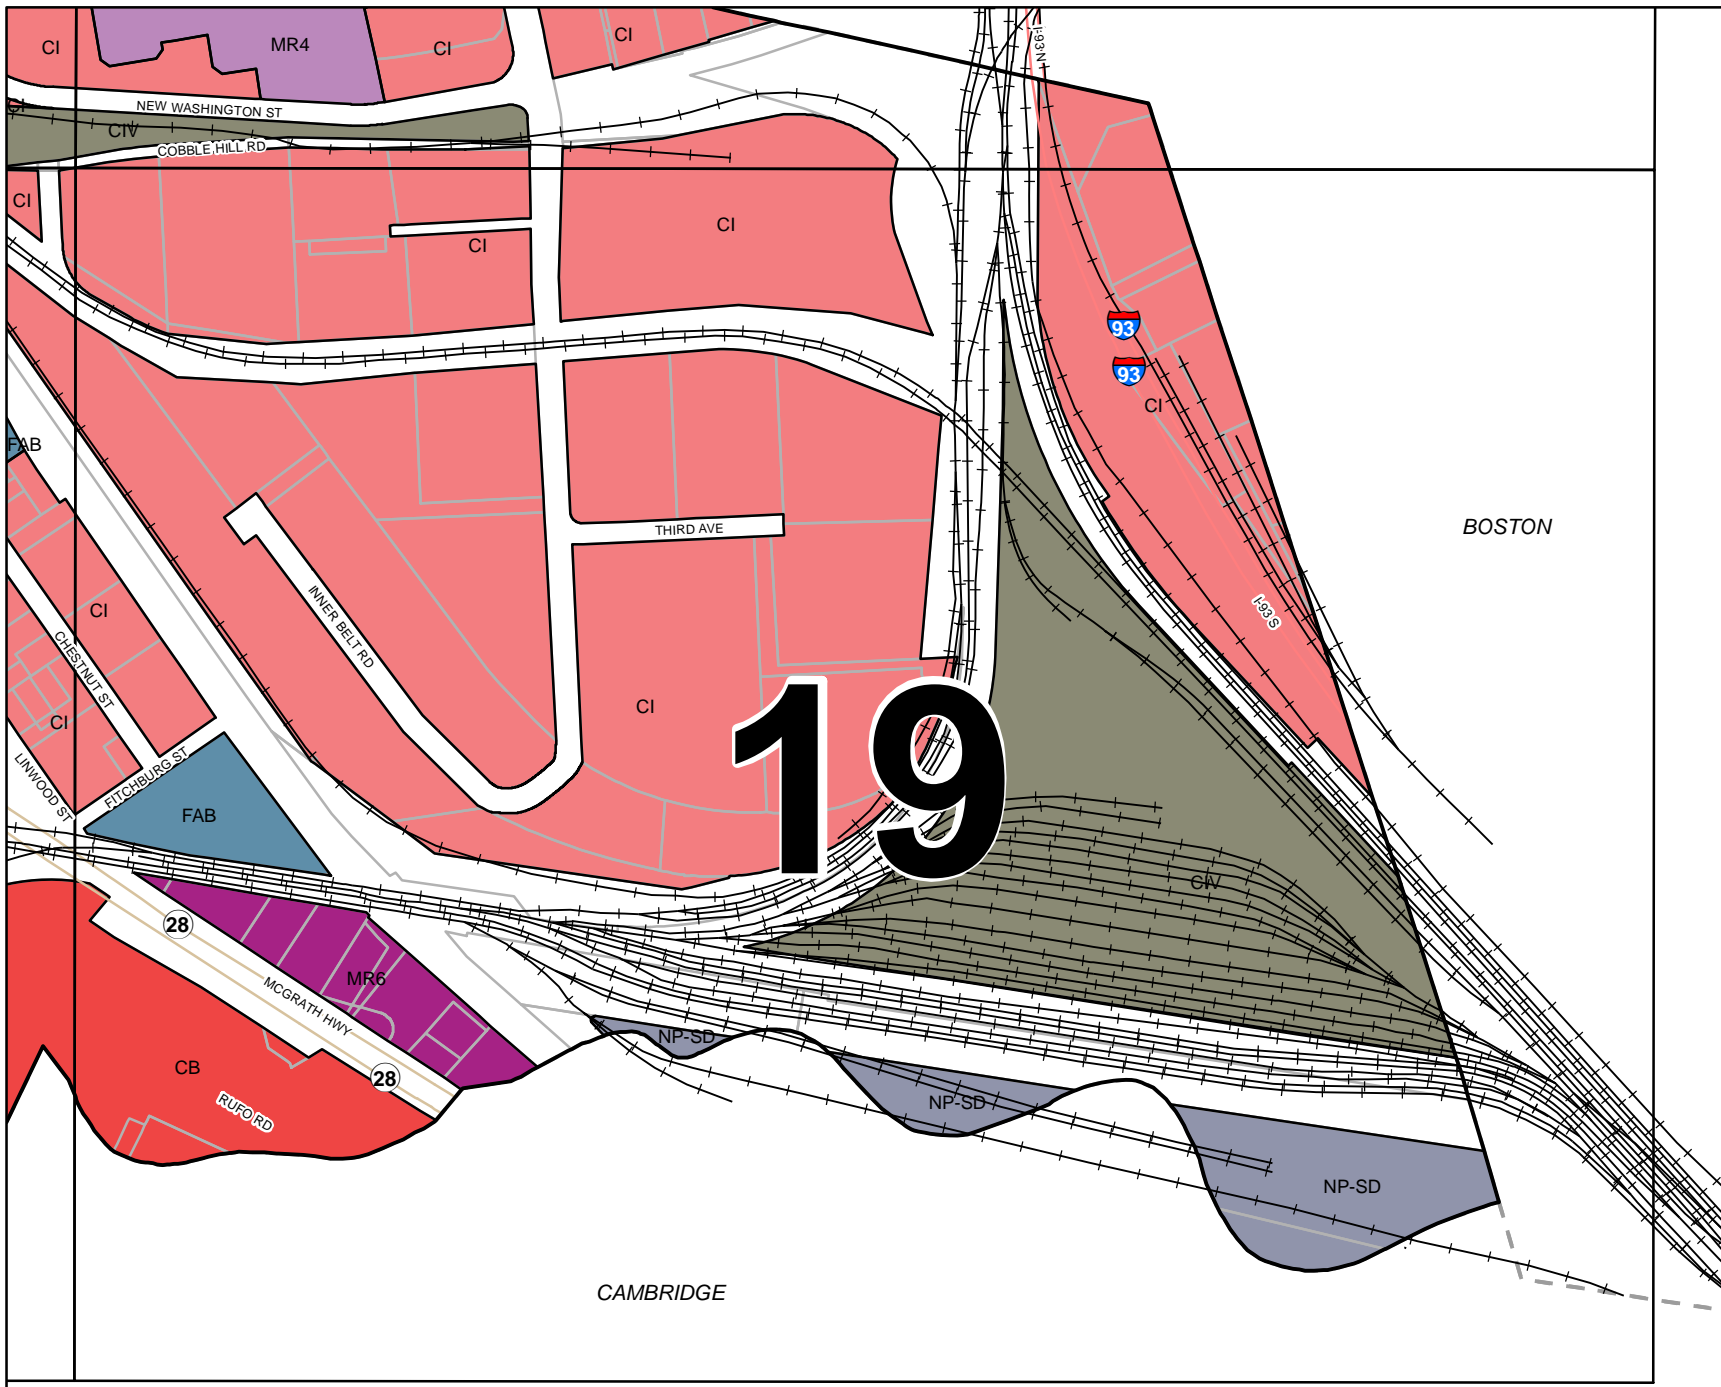 CI
MR4
CI
CI
I-93 N
CI
NEW WASHINGTON ST
CIV
COBBLE HILL RD
CI
CI
CI
93
93
CI
FAB
BOSTON
THIRD AVE
INNER BELT RD
CI
I-93 S
CHESTNUT ST
CI
CI
19
LINWOOD ST
FITCHBURG ST
FAB
CIV
28
MR6
MCGRATH HWY
NP-SD
CB
28
RUFO RD
NP-SD
NP-SD
CAMBRIDGE